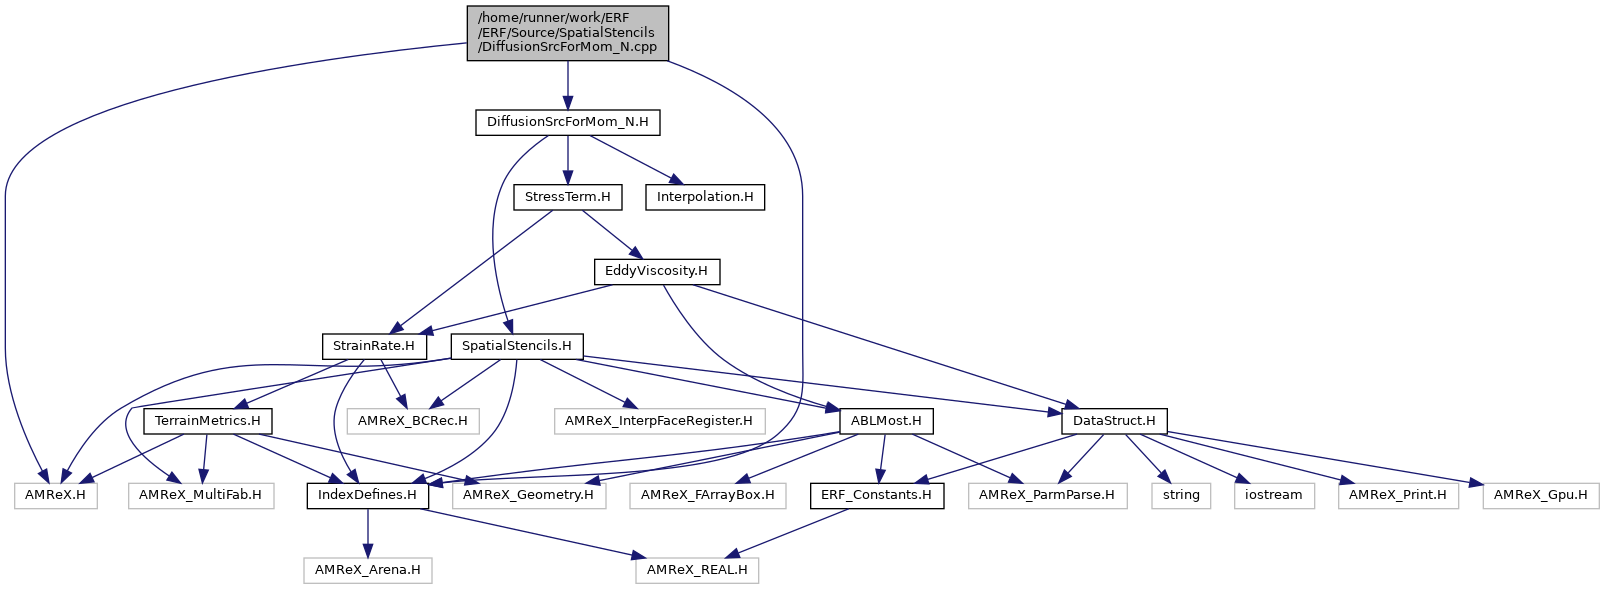 /home/runner/work/ERF
/ERF/Source/SpatialStencils
/DiffusionSrcForMom_N.cpp
DiffusionSrcForMom_N.H
StressTerm.H
Interpolation.H
EddyViscosity.H
StrainRate.H
SpatialStencils.H
TerrainMetrics.H
AMReX_BCRec.H
AMReX_InterpFaceRegister.H
ABLMost.H
DataStruct.H
AMReX.H
AMReX_MultiFab.H
IndexDefines.H
AMReX_Geometry.H
AMReX_FArrayBox.H
ERF_Constants.H
AMReX_ParmParse.H
string
iostream
AMReX_Print.H
AMReX_Gpu.H
AMReX_Arena.H
AMReX_REAL.H